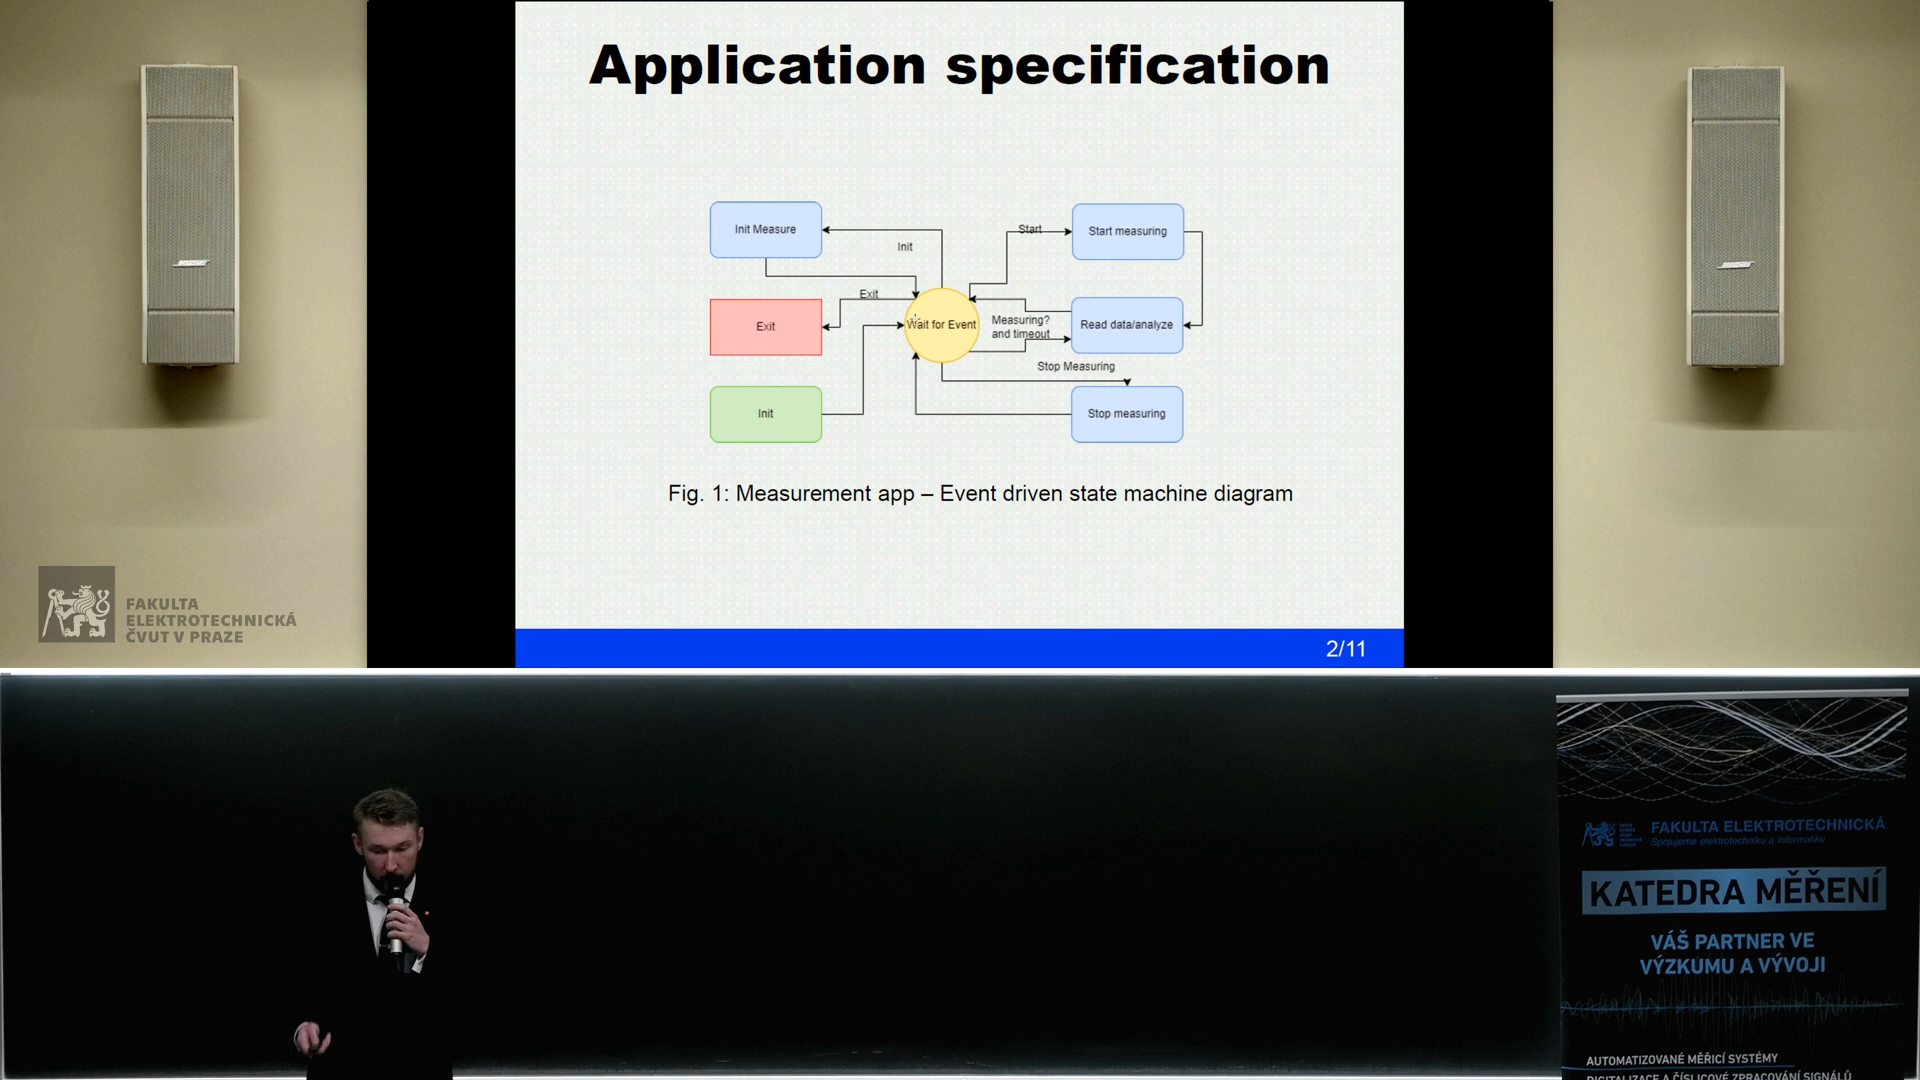 Application specification
Init Measure
Init
Start
Start measuring
Exit
Exit
Wait for Event
Measuring?
and timeout
Read data/analyze
Stop Measuring
Init
Stop measuring
Fig. 1: Measurement app – Event driven state machine diagram
2/11
FAKULTA
ELEKTROTECHNICKÁ
ČVUT V PRAZE
FAKULTA ELEKTROTECHNICKÁ
Spojujeme elektrotechniku a informatiku
KATEDRA MĚŘENÍ
VÁŠ PARTNER VE
VÝZKUMU A VÝVOJI
AUTOMATIZOVANÉ MĚŘICÍ SYSTÉMY
DIGITALIZACE A ČÍSLICOVÉ ZPRACOVÁNÍ SIGNÁLŮ